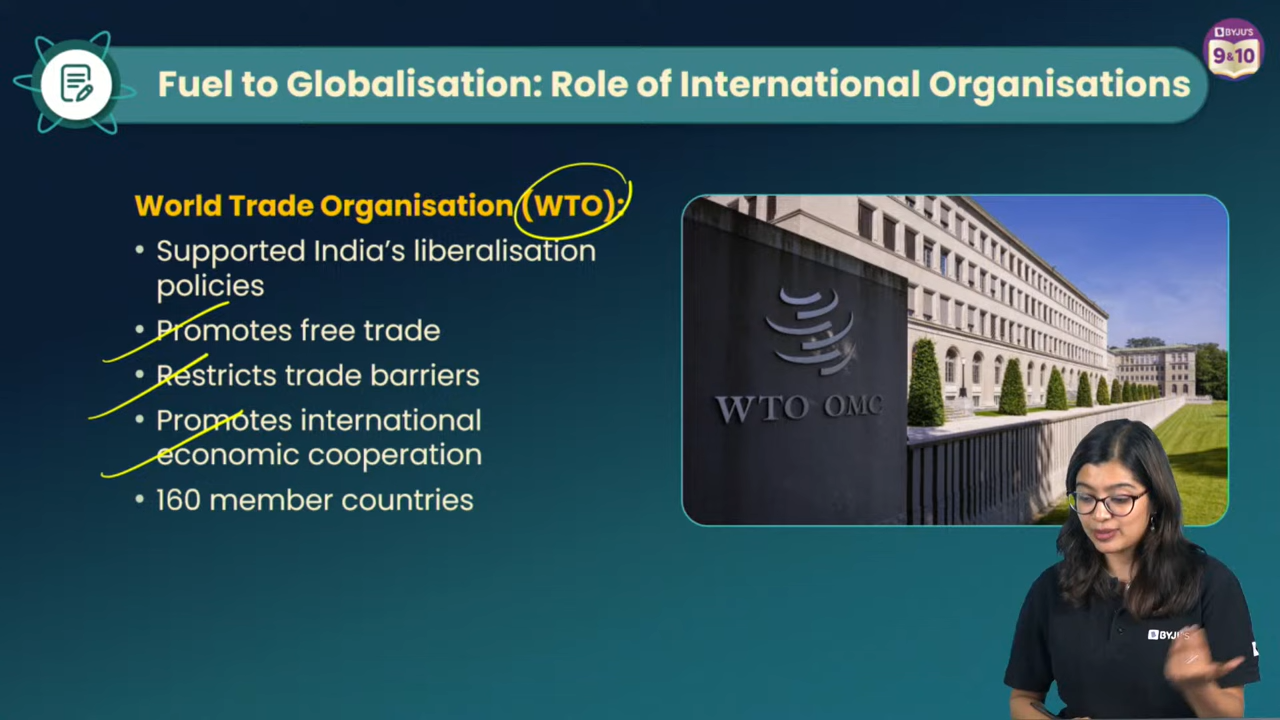 BYJU'S
9&10
Fuel to Globalisation: Role of International Organisations
World Trade Organisation (WTO):
• Supported India's liberalisation
policies
• Promotes free trade
• Restricts trade barriers
• Promotes international
economic cooperation
• 160 member countries
WTO OMC
BYJU'S